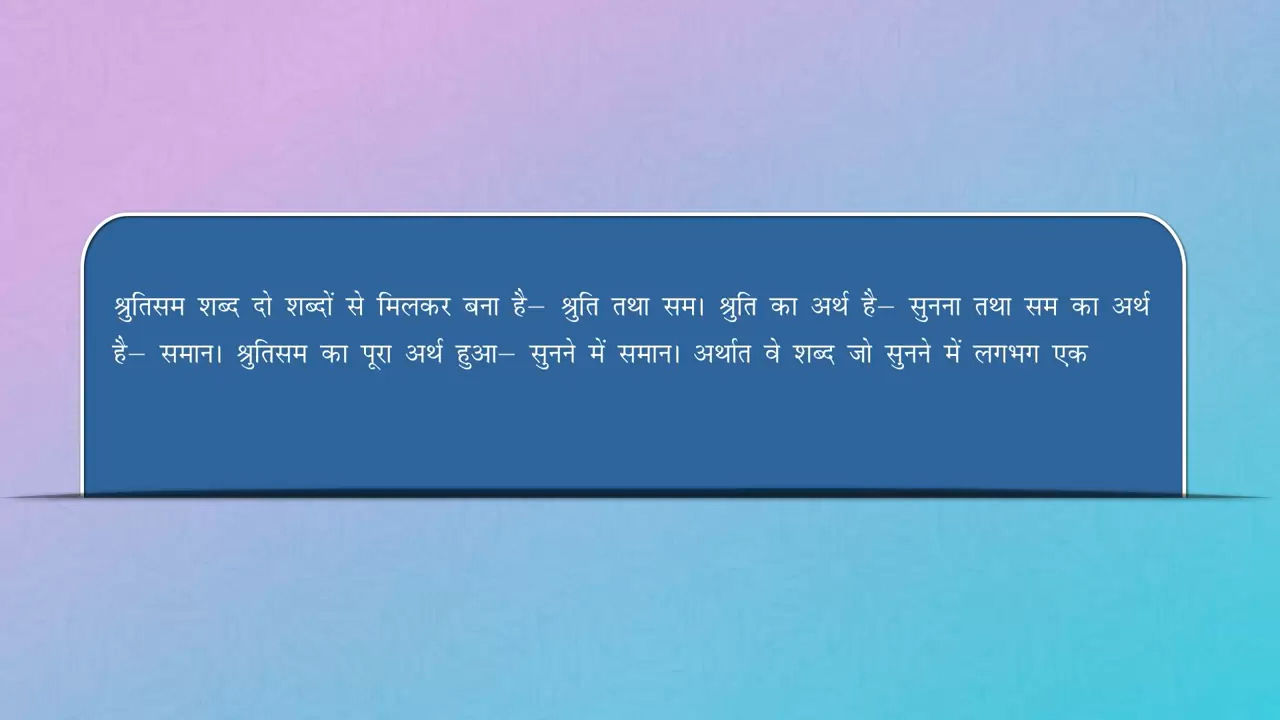 श्रुतिसम शब्द दो शब्दों से मिलकर बना है– श्रुति तथा सम। श्रुति का अर्थ है– सुनना तथा सम का अर्थ
है– समान। श्रुतिसम का पूरा अर्थ हुआ– सुनने में समान। अर्थात वे शब्द जो सुनने में लगभग एक